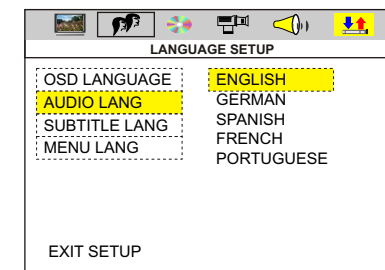 LANGUAGE SETUP
OSD LANGUAGE
AUDIO LANG
SUBTITLE LANG
MENU LANG
ENGLISH
GERMAN
SPANISH
FRENCH
PORTUGUESE
EXIT SETUP